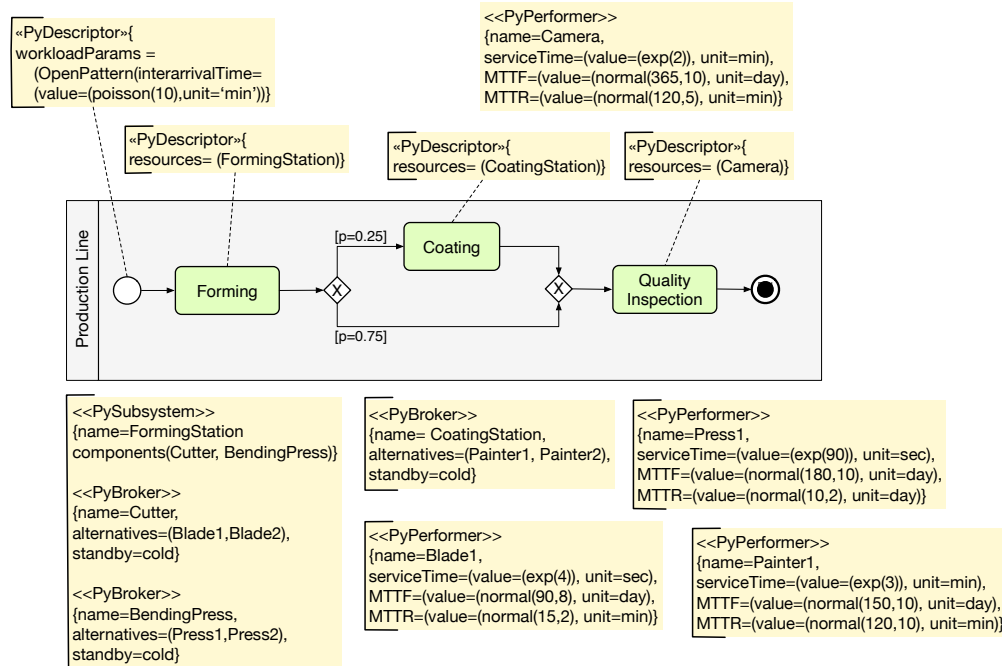 «PyDescriptor»{
workloadParams =
(OpenPattern(interarrivalTime=
(value=(poisson(10),unit=‘min’))}
<<PyPerformer>>
{name=Camera,
serviceTime=(value=(exp(2)), unit=min),
MTTF=(value=(normal(365,10), unit=day),
MTTR=(value=(normal(120,5), unit=min)}
«PyDescriptor»{
resources= (FormingStation)}
«PyDescriptor»{
resources= (CoatingStation)}
«PyDescriptor»{
resources= (Camera)}
Production Line
Forming
X
[p=0.25]
[p=0.75]
Coating
X
Quality
Inspection
<<PySubsystem>>
{name=FormingStation
components(Cutter, BendingPress)}
<<PyBroker>>
{name=Cutter,
alternatives=(Blade1,Blade2),
standby=cold}
<<PyBroker>>
{name=BendingPress,
alternatives=(Press1,Press2),
standby=cold}
<<PyBroker>>
{name= CoatingStation,
alternatives=(Painter1, Painter2),
standby=cold}
<<PyPerformer>>
{name=Blade1,
serviceTime=(value=(exp(4)), unit=sec),
MTTF=(value=(normal(90,8), unit=day),
MTTR=(value=(normal(15,2), unit=min)}
<<PyPerformer>>
{name=Press1,
serviceTime=(value=(exp(90)), unit=sec),
MTTF=(value=(normal(180,10), unit=day),
MTTR=(value=(normal(10,2), unit=day)}
<<PyPerformer>>
{name=Painter1,
serviceTime=(value=(exp(3)), unit=min),
MTTF=(value=(normal(150,10), unit=day),
MTTR=(value=(normal(120,10), unit=min)}